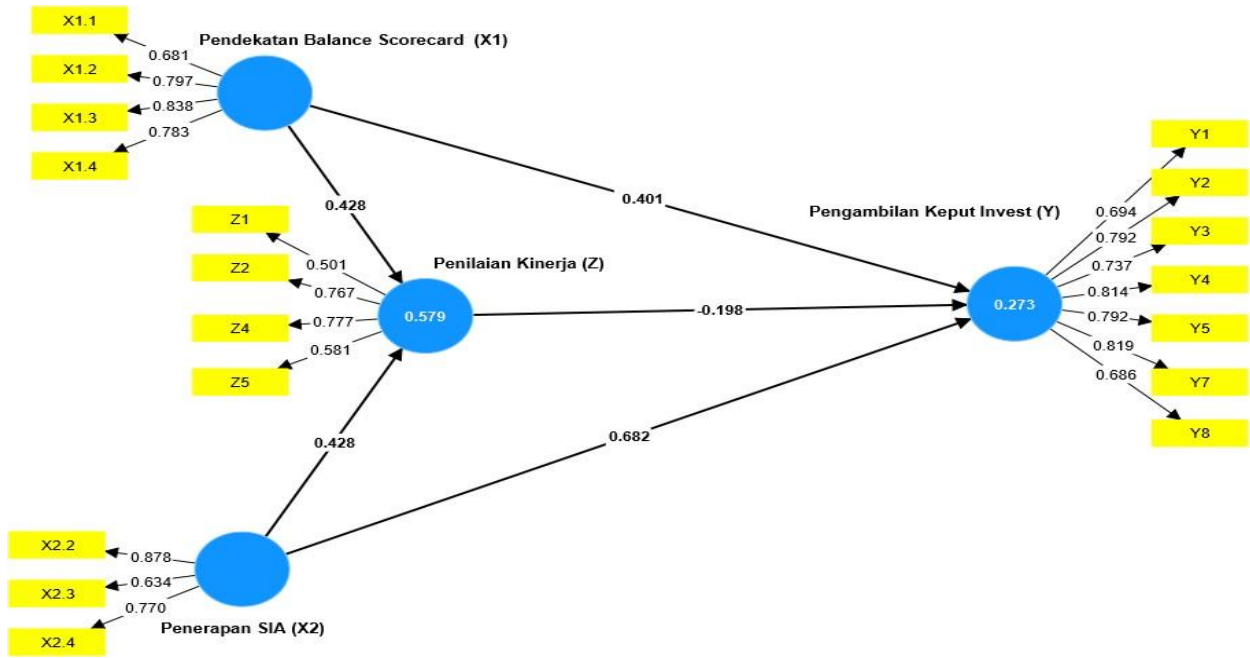 X1.1
Pendekatan Balance Scorecard (X1)
0.681
X1.2
0.797
X1.3
0.838
X1.4
0.783
Y1
Y2
0.428
0.401
Pengambilan Keput Invest (Y)
0.694
Z1
0.792
Y3
0.501
Penilaian Kinerja (Z)
0.737
Z2
0.767
Y4
0.814
0.579
-0.198
0.273
Z4
0.777
0.792
Y5
0.581
0.819
Z5
0.686
Y7
0.428
0.682
Y8
X2.2
0.878
X2.3
0.634
0.770
X2.4
Penerapan SIA (X2)